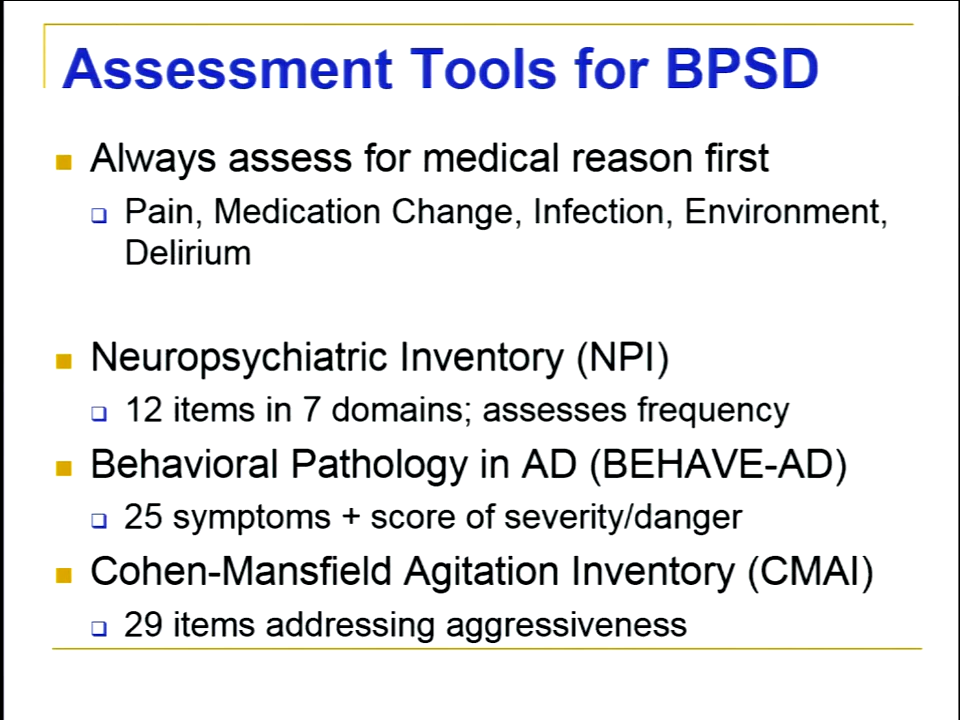 Assessment Tools for BPSD
Always assess for medical reason first
Pain, Medication Change, Infection, Environment,
Delirium
Neuropsychiatric Inventory (NPI)
12 items in 7 domains; assesses frequency
Behavioral Pathology in AD (BEHAVE-AD)
25 symptoms + score of severity/danger
Cohen-Mansfield Agitation Inventory (CMAI)
29 items addressing aggressiveness